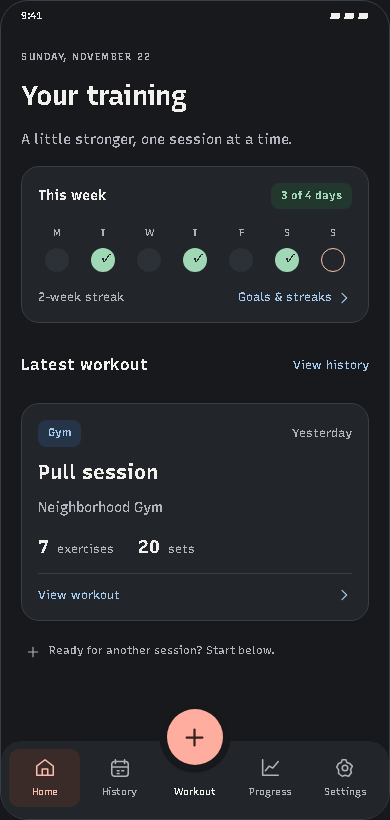 9:41
SUNDAY, NOVEMBER 22
Your training
A little stronger, one session at a time.
This week
3 of 4 days
M T W T F S S
2-week streak
Goals & streaks
Latest workout
View history
Gym
Yesterday
Pull session
Neighborhood Gym
7 exercises 20 sets
View workout
Ready for another session? Start below.
Home History Workout Progress Settings